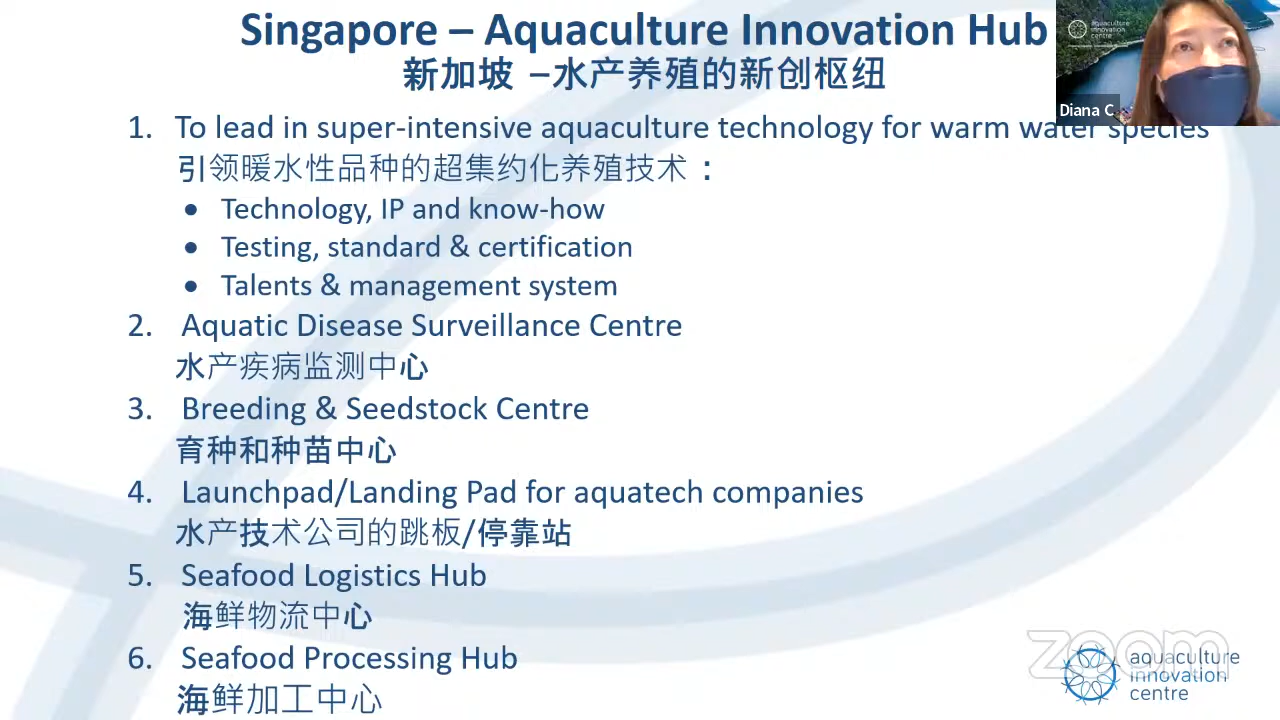 Singapore – Aquaculture Innovation Hub
新加坡 –水产养殖的新创枢纽
aquaculture
innovation
centre
Diana C
1. To lead in super-intensive aquaculture technology for warm water species
引领暖水性品种的超集约化养殖技术：
• Technology, IP and know-how
• Testing, standard & certification
• Talents & management system
2. Aquatic Disease Surveillance Centre
水产疾病监测中心
3. Breeding & Seedstock Centre
育种和种苗中心
4. Launchpad/Landing Pad for aquatech companies
水产技术公司的跳板/停靠站
5. Seafood Logistics Hub
海鲜物流中心
6. Seafood Processing Hub
海鲜加工中心
zoom
aquaculture
innovation
centre